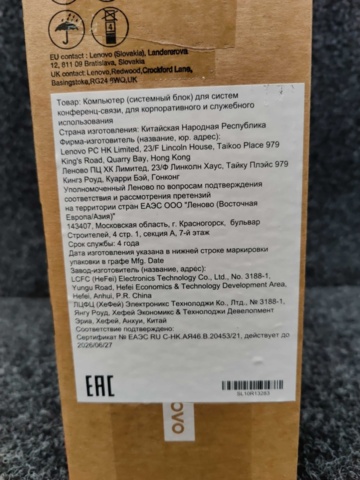 EU contact : Lenovo (Slovakia), Landererova
12, 811 09 Bratislava, Slovakia
UK contact : Lenovo,Redwood,Crockford Lane,
Basingstoke,RG24 8WQ,UK
Товар: Компьютер (системный блок) для систем
конференц-связи, для корпоративного и служебного
использования
Страна изготовления: Китайская Народная Республика
Фирма-изготовитель (название, юр. адрес):
Lenovo PC HK Limited, 23/F Lincoln House, Taikoo Place 979
King's Road, Quarry Bay, Hong Kong
Леново ПЦ ХК Лимитед, 23/Ф Линколн Хаус, Тайку Плэйс 979
Кингз Роуд, Куарри Бэй, Гонконг
Уполномоченный Леново по вопросам подтверждения
соответствия и рассмотрения претензий
на территории стран ЕАЭС ООО "Леново (Восточная
Европа/Азия)"
143407, Московская область, г. Красногорск, бульвар
Строителей, 4 стр. 1, секция А, 7-й этаж
Срок службы: 4 года
Дата изготовления указана в нижней строке маркировки
упаковки в графе Mfg. Date
Завод-изготовитель (название, адрес):
LCFC (HeFei) Electronics Technology Co., Ltd., No. 3188-1,
Yungu Road, Hefei Economics & Technology Development Area,
Hefei, Anhui, P.R, China
ЛЦФЦ (ХеФей) Электроникс Технолоджи Ко., Лтд., № 3188-1,
Янгу Роуд, Хефей Экономикс & Технолоджи Девелопмент
Эриа, Хефей, Анхуи, Китай
Соответствие подтверждено:
Сертификат № ЕАЭС RU С-HK.АЯ46.В.20453/21, действует до
2026/06/27
EAC
SL10R13263